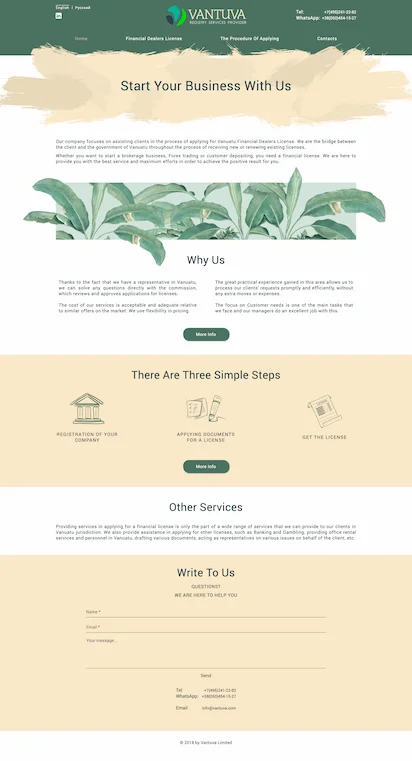 English | Русский
VANTUVA
REGISTRY SERVICES PROVIDER
Tel: +7(495)241-22-82
WhatsApp: +38(050)454-15-27
Home
Financial Dealers License
The Procedure Of Applying
Contacts
Start Your Business With Us
Our company focuses on assisting clients in the process of applying for Vanuatu Financial Dealers License. We are the bridge between
the client and the government of Vanuatu throughout the process of receiving new or renewing existing licenses.
Whether you want to start a brokerage business, Forex trading or customer depositing, you need a financial license. We are here to
provide you with the best service and maximum efforts in order to achieve the positive result for you.
Why Us
Thanks to the fact that we have a representative in Vanuatu,
we can solve any questions directly with the commission,
which reviews and approves applications for licenses.
The cost of our services is acceptable and adequate relative
to similar offers on the market. We use flexibility in pricing.
The great practical experience gained in this area allows us to
process our clients' requests promptly and efficiently, without
any extra moves or expenses.
The focus on Customer needs is one of the main tasks that
we face and our managers do an excellent job with this.
More Info
There Are Three Simple Steps
REGISTRATION OF YOUR
COMPANY
APPLYING DOCUMENTS
FOR A LICENSE
GET THE LICENSE
More Info
Other Services
Providing services in applying for a financial license is only the part of a wide range of services that we can provide to our clients in
Vanuatu jurisdiction. We also provide assistance in applying for other licenses, such as Banking and Gambling, providing office rental
services and personnel in Vanuatu, drafting various documents, acting as representatives on various issues on behalf of the client, etc.
Write To Us
QUESTIONS?
WE ARE HERE TO HELP YOU
Name *
Email *
Your message...
Send
Tel: +7(495)241-22-82
WhatsApp: +38(050)454-15-27
Email: info@vantuva.com
© 2018 by Vantuva Limited